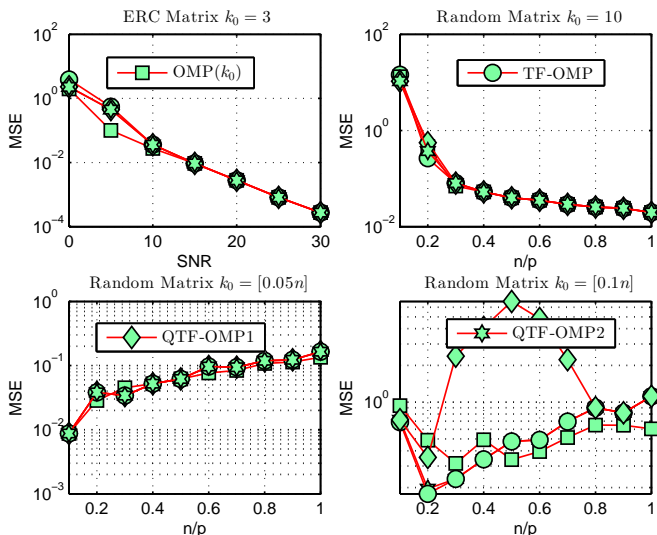 ERC Matrix k₀ = 3
10²
10⁰
10⁻²
10⁻⁴
MSE
OMP(k₀)
0
5
10
15
20
25
30
SNR
Random Matrix k₀ = 10
10²
10⁰
10⁻²
MSE
TF-OMP
0.2
0.4
0.6
0.8
1
n/p
Random Matrix k₀ = [0.05n]
10⁰
10⁻¹
10⁻²
10⁻³
MSE
QTF-OMP1
0.2
0.4
0.6
0.8
1
n/p
Random Matrix k₀ = [0.1n]
10⁰
MSE
QTF-OMP2
0.2
0.4
0.6
0.8
1
n/p